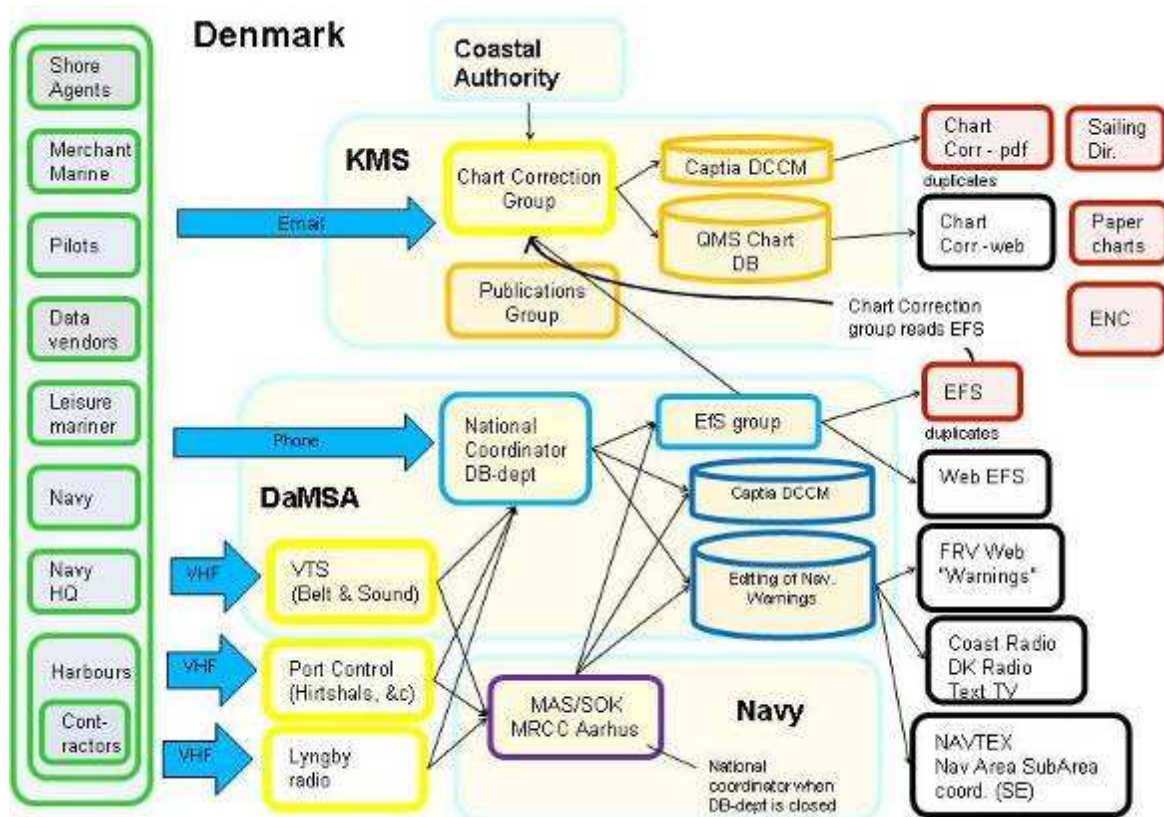 Denmark
Shore
Agents
Merchant
Marine
Pilots
Data
vendors
Leisure
mariner
Navy
Navy
HQ
Harbours
Cont-
ractors
Email
Phone
VHF
VHF
VHF
Coastal
Authority
KMS
Chart Correction
Group
Publications
Group
Captia DCCM
QMS Chart
DB
Chart
Corr - pdf
duplicates
Chart
Corr.-web
Sailing
Dir.
Paper
charts
ENC
Chart Correction
group reads EFS
DaMSA
National
Coordinator
DB-dept
VTS
(Belt & Sound)
Port Control
(Hirtshals, &c)
Lyngby
radio
EfS group
Captia DCCM
Editing of Nav.
Warnings
MAS/SOK
MRCC Aarhus
Navy
National
coordinator when
DB-dept is closed
EFS
duplicates
Web EFS
FRV Web
"Warnings"
Coast Radio
DK Radio
Text TV
NAVTEX
Nav Area SubArea
coord. (SE)